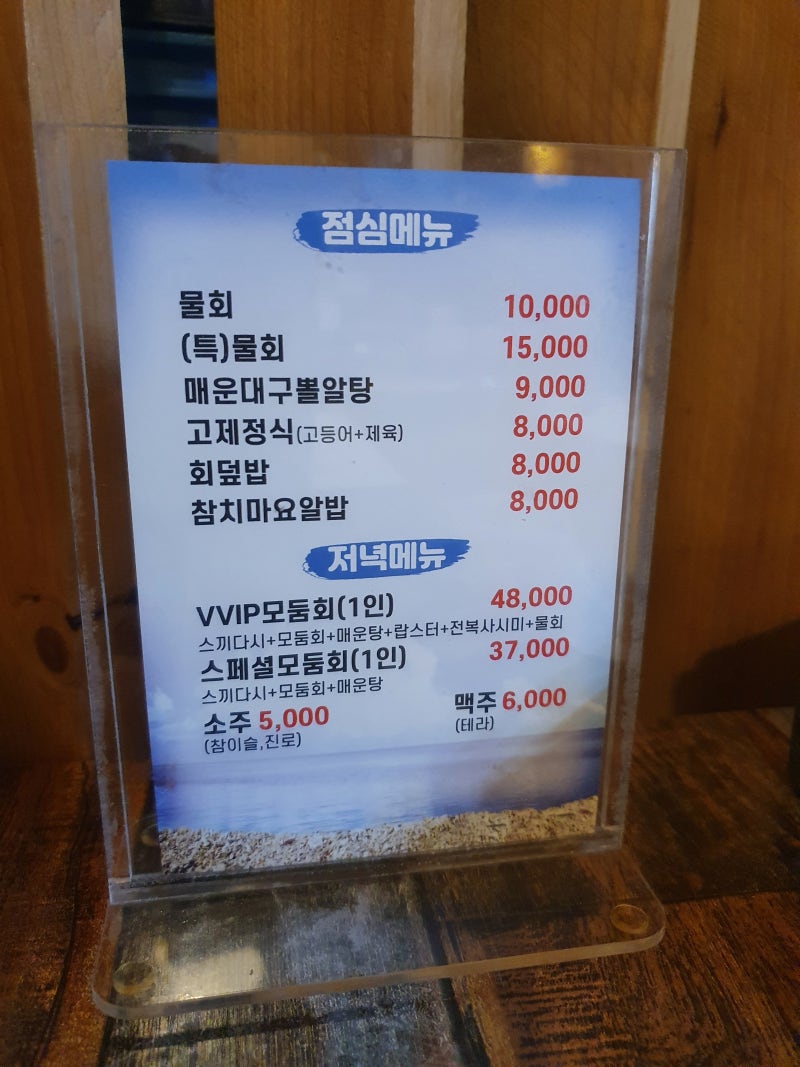 점심메뉴
물회 10,000
(특)물회 15,000
매운대구뽈알탕 9,000
고제정식(고등어+제육) 8,000
회덮밥 8,000
참치마요알밥 8,000
저녁메뉴
VVIP모둠회(1인) 48,000
스끼다시+모둠회+매운탕+랍스터+전복사시미+물회
스페셜모둠회(1인) 37,000
스끼다시+모둠회+매운탕
소주 5,000 맥주 6,000
(참이슬,진로) (테라)